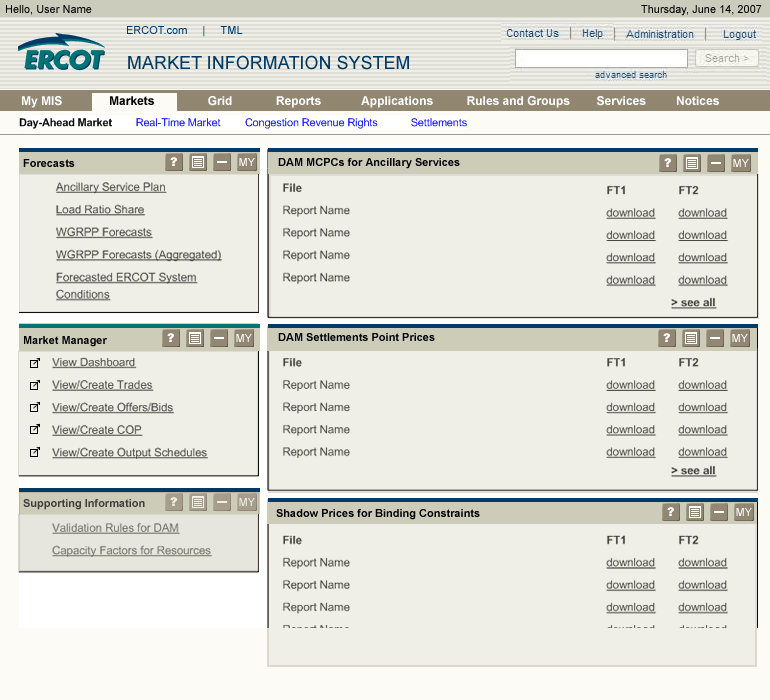 Hello, User Name
Thursday, June 14, 2007
ERCOT
ERCOT.com | TML
Contact Us | Help | Administration | Logout
MARKET INFORMATION SYSTEM
Search >
advanced search
My MIS Markets Grid Reports Applications Rules and Groups Services Notices
Day-Ahead Market Real-Time Market Congestion Revenue Rights Settlements
Forecasts ? MY
Ancillary Service Plan
Load Ratio Share
WGRPP Forecasts
WGRPP Forecasts (Aggregated)
Forecasted ERCOT System
Conditions
Market Manager ? MY
View Dashboard
View/Create Trades
View/Create Offers/Bids
View/Create COP
View/Create Output Schedules
Supporting Information ? MY
Validation Rules for DAM
Capacity Factors for Resources
DAM MCPCs for Ancillary Services ? MY
File FT1 FT2
Report Name download download
Report Name download download
Report Name download download
Report Name download download
> see all
DAM Settlements Point Prices ? MY
File FT1 FT2
Report Name download download
Report Name download download
Report Name download download
Report Name download download
> see all
Shadow Prices for Binding Constraints ? MY
File FT1 FT2
Report Name download download
Report Name download download
Report Name download download